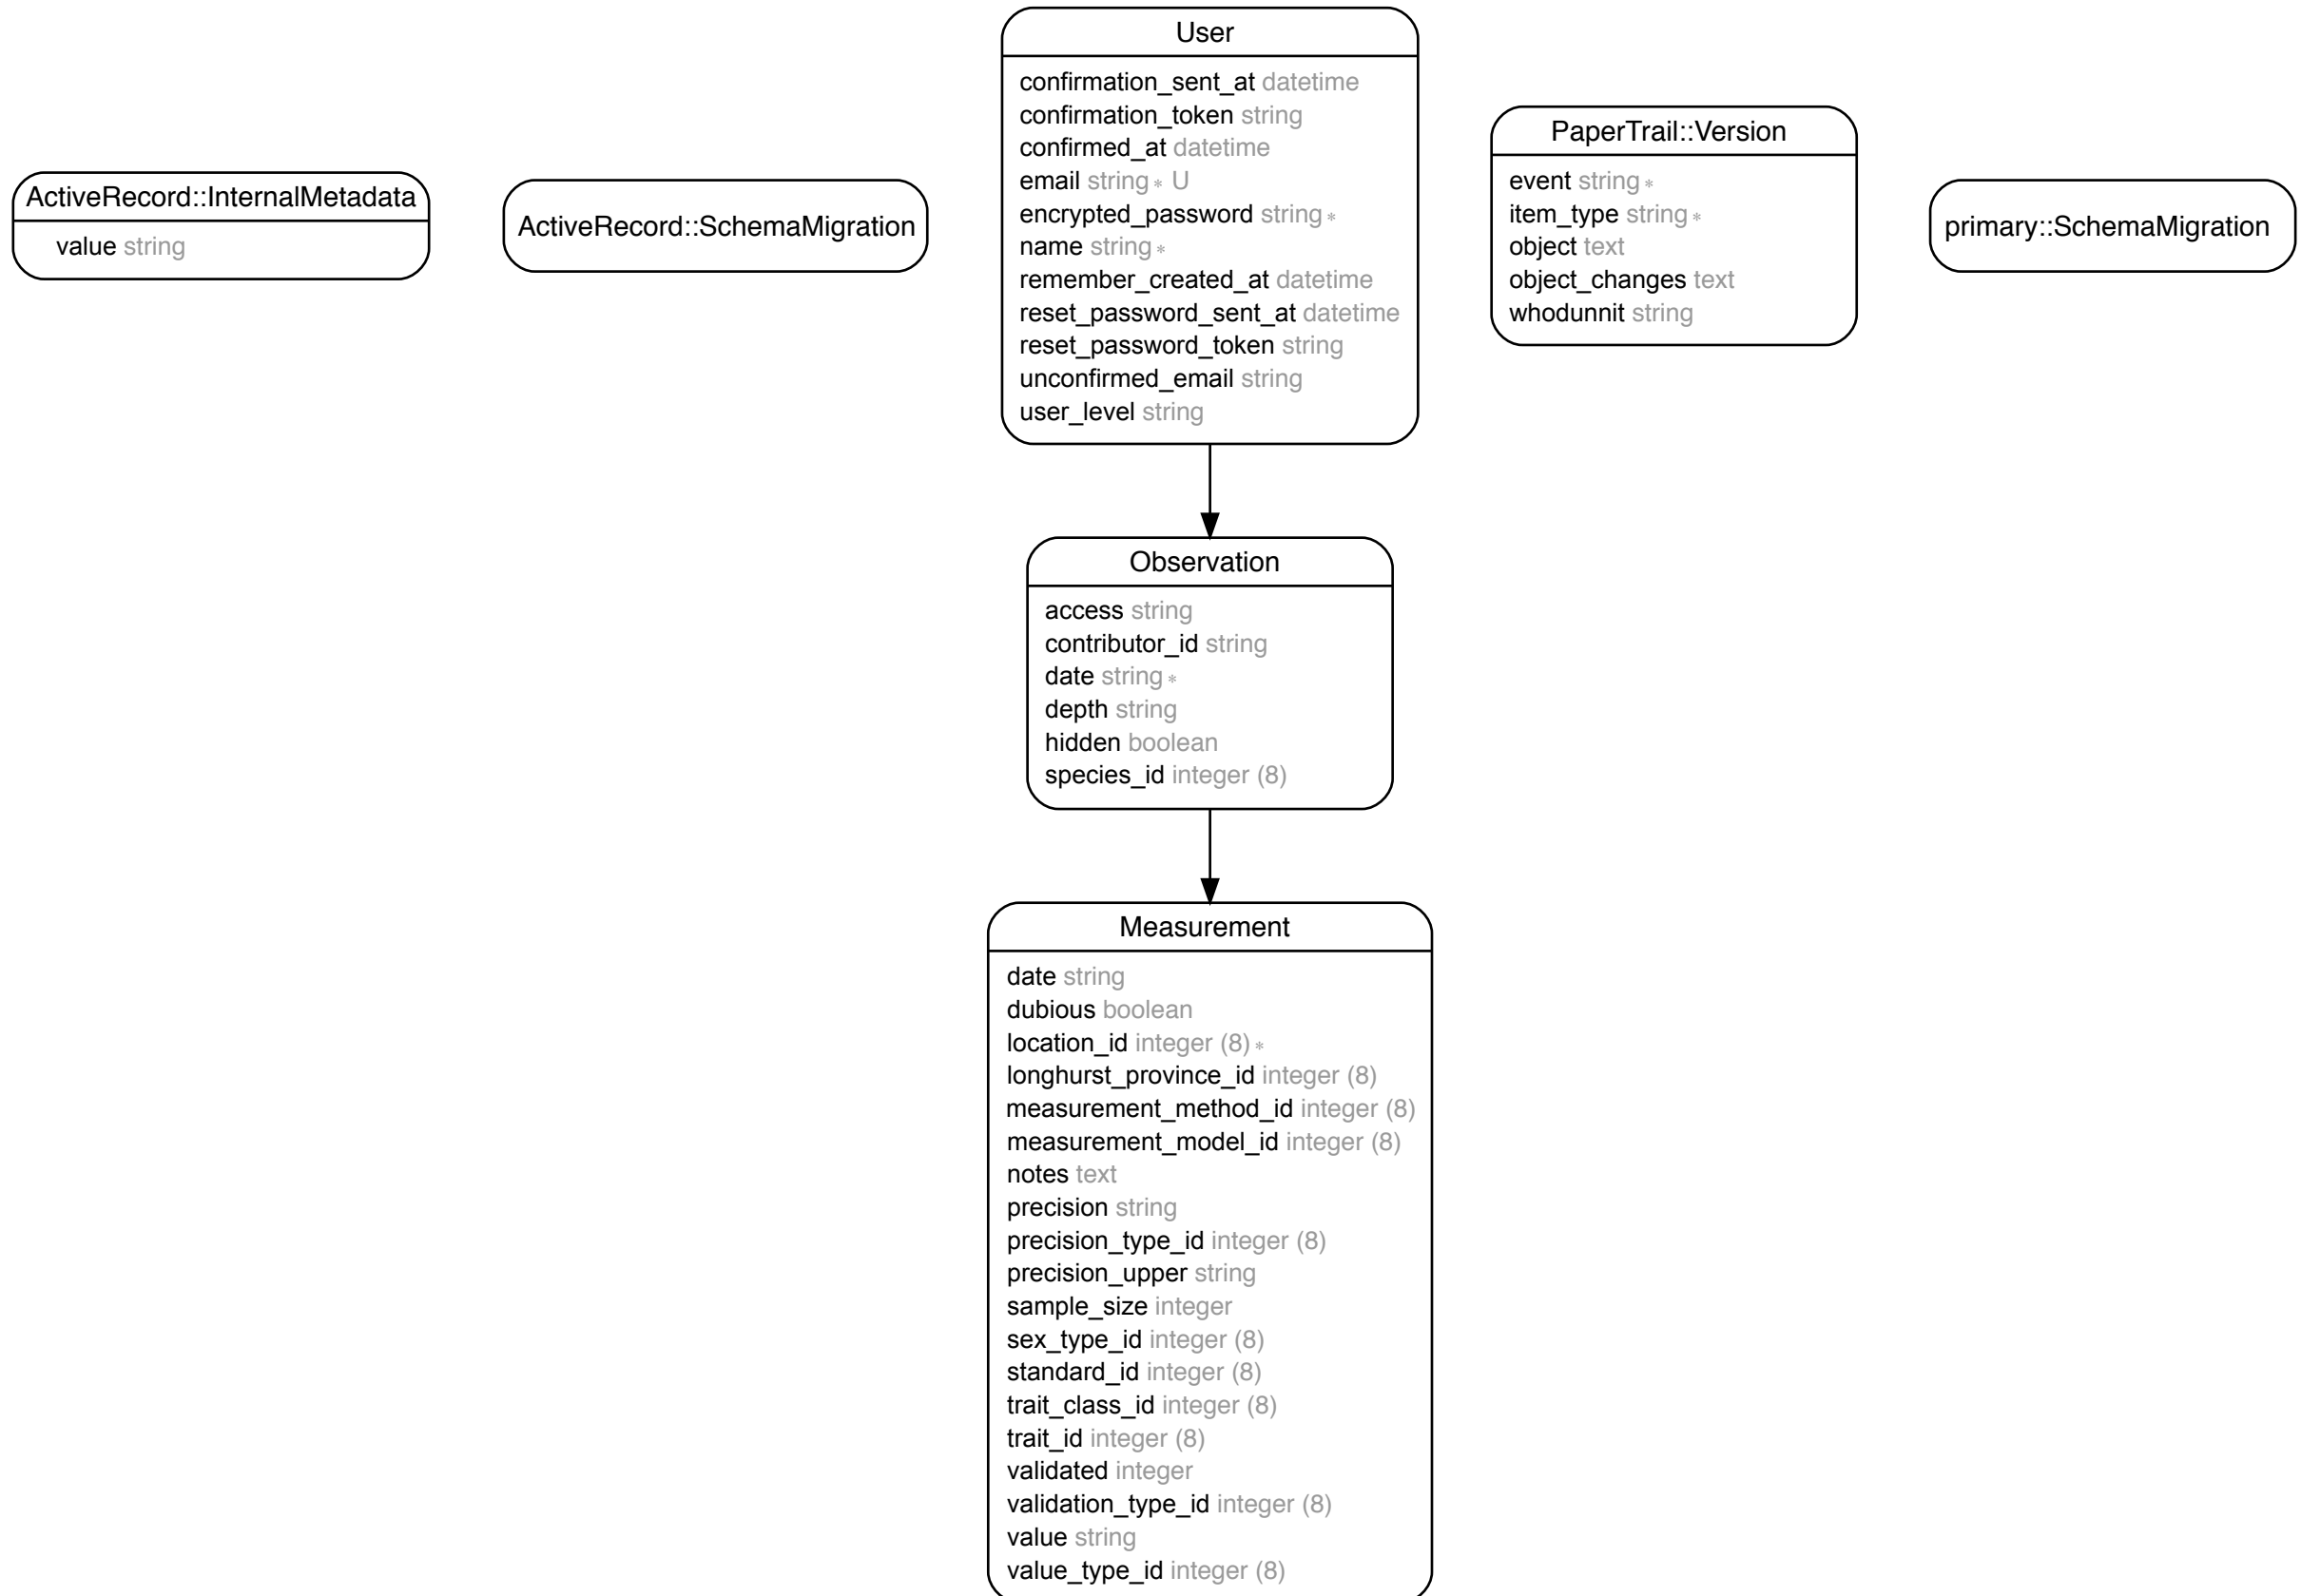 ActiveRecord::InternalMetadata
value string
ActiveRecord::SchemaMigration
User
confirmation_sent_at datetime
confirmation_token string
confirmed_at datetime
email string * U
encrypted_password string *
name string *
remember_created_at datetime
reset_password_sent_at datetime
reset_password_token string
unconfirmed_email string
user_level string
PaperTrail::Version
event string *
item_type string *
object text
object_changes text
whodunnit string
primary::SchemaMigration
Observation
access string
contributor_id string
date string *
depth string
hidden boolean
species_id integer (8)
Measurement
date string
dubious boolean
location_id integer (8) *
longhurst_province_id integer (8)
measurement_method_id integer (8)
measurement_model_id integer (8)
notes text
precision string
precision_type_id integer (8)
precision_upper string
sample_size integer
sex_type_id integer (8)
standard_id integer (8)
trait_class_id integer (8)
trait_id integer (8)
validated integer
validation_type_id integer (8)
value string
value_type_id integer (8)